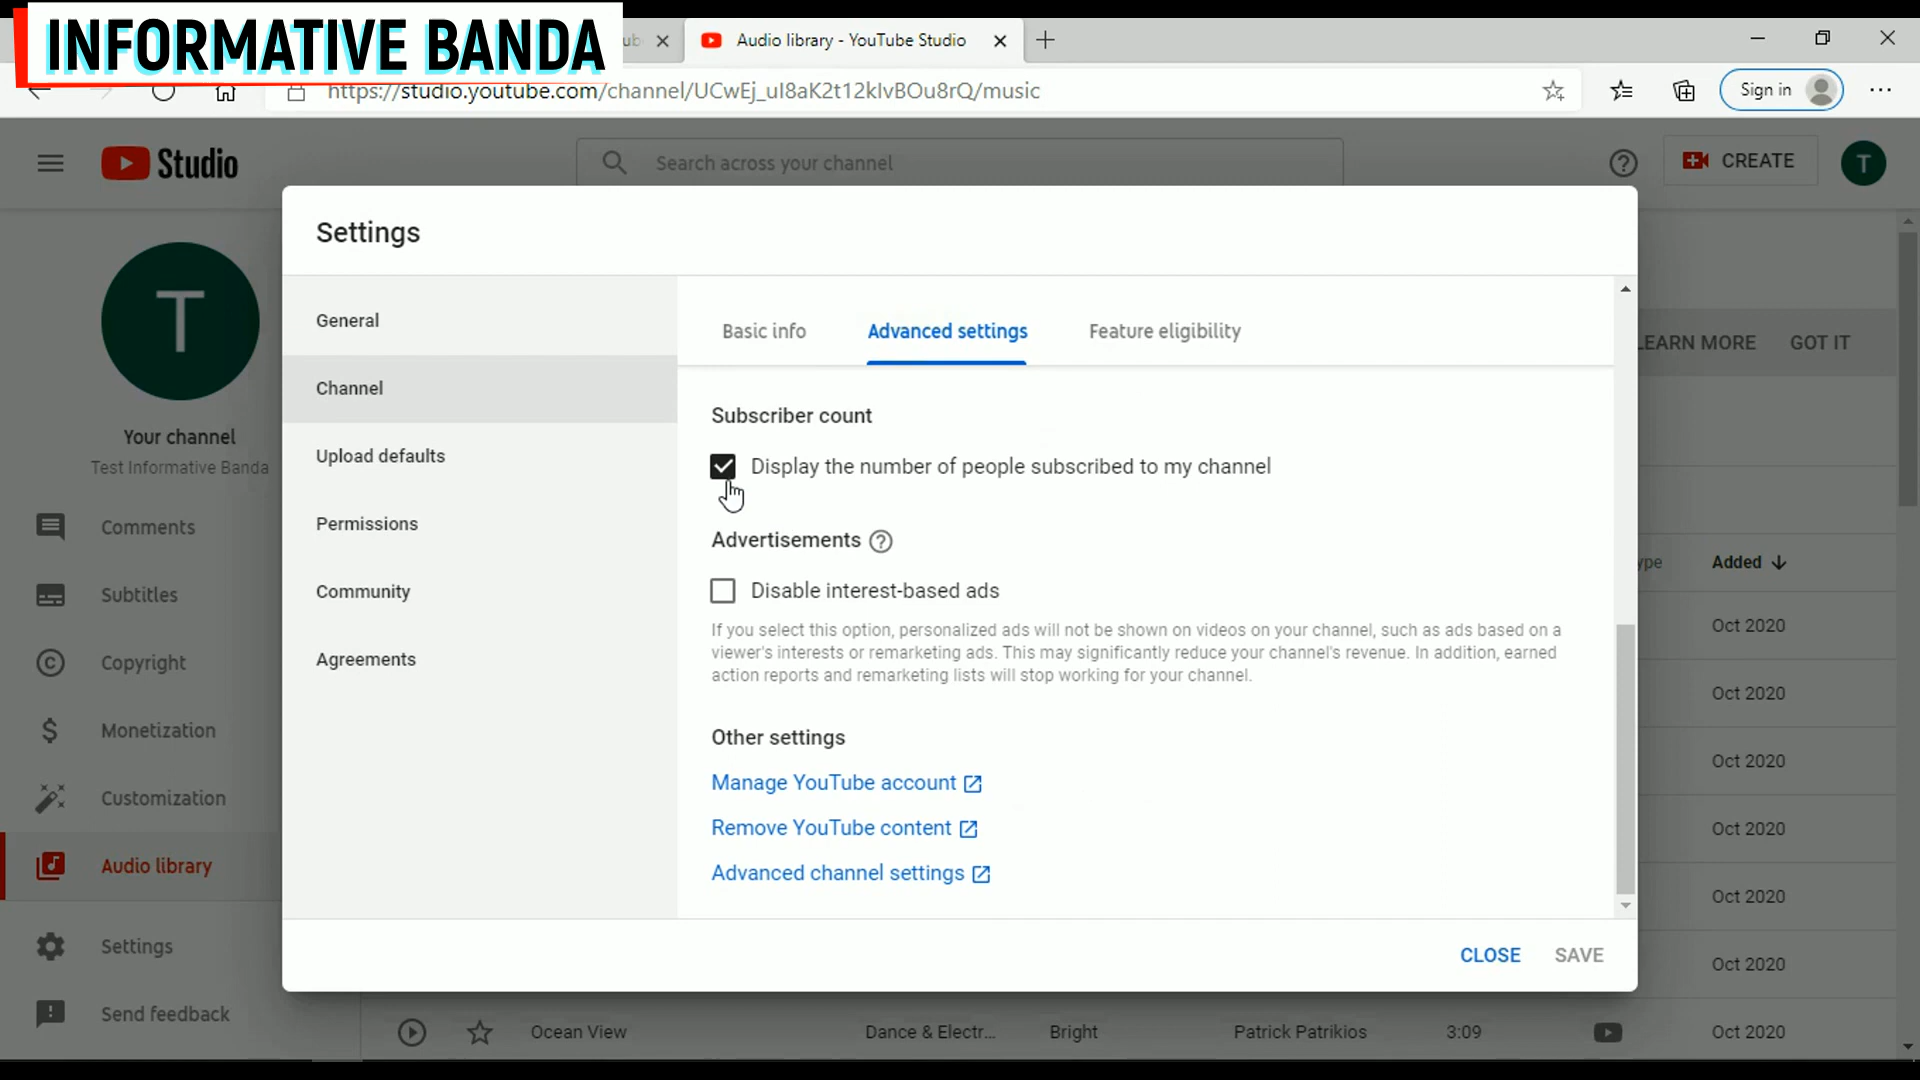 INFORMATIVE BANDA
Audio library - YouTube Studio
https://studio.youtube.com/channel/UCwEj_uI8aK2t12kIvBOu8rQ/music
Sign in
Studio
Search across your channel
CREATE
T
Settings
T
Your channel
Test Informative Banda
Comments
Subtitles
Copyright
Monetization
Customization
Audio library
Settings
Send feedback
General
Channel
Upload defaults
Permissions
Community
Agreements
Basic info
Advanced settings
Feature eligibility
Subscriber count
Display the number of people subscribed to my channel
Advertisements
Disable interest-based ads
If you select this option, personalized ads will not be shown on videos on your channel, such as ads based on a
viewer's interests or remarketing ads. This may significantly reduce your channel's revenue. In addition, earned
action reports and remarketing lists will stop working for your channel.
Other settings
Manage YouTube account
Remove YouTube content
Advanced channel settings
CLOSE SAVE
LEARN MORE GOT IT
Added
Oct 2020
Oct 2020
Oct 2020
Oct 2020
Oct 2020
Oct 2020
Ocean View Dance & Electr... Bright Patrick Patrikios 3:09 Oct 2020